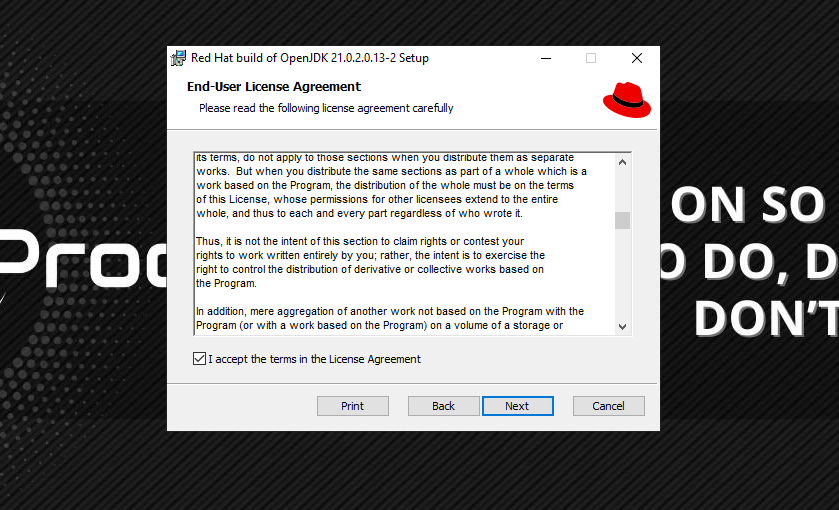 Red Hat build of OpenJDK 21.0.2.0.13-2 Setup
End-User License Agreement
Please read the following license agreement carefully
its terms, do not apply to those sections when you distribute them as separate
works.  But when you distribute the same sections as part of a whole which is a
work based on the Program, the distribution of the whole must be on the terms
of this License, whose permissions for other licensees extend to the entire
whole, and thus to each and every part regardless of who wrote it.
Thus, it is not the intent of this section to claim rights or contest your
rights to work written entirely by you; rather, the intent is to exercise the
right to control the distribution of derivative or collective works based on
the Program.
In addition, mere aggregation of another work not based on the Program with the
Program (or with a work based on the Program) on a volume of a storage or
I accept the terms in the License Agreement
Print
Back
Next
Cancel
ON SO
DO, D
DON'T